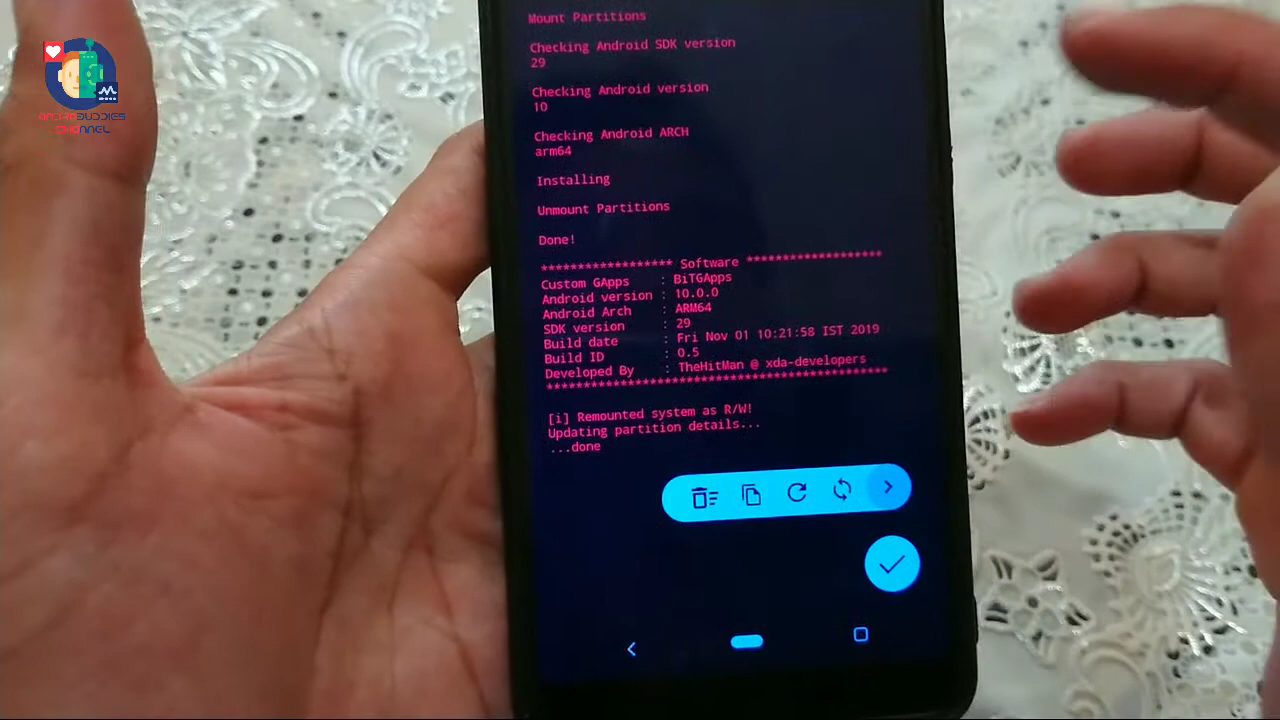 ANDROBUDDIES
CHANNEL
Mount Partitions
Checking Android SDK version
29
Checking Android version
10
Checking Android ARCH
arm64
Installing
Unmount Partitions
Done!
****************** Software ******************
Custom GApps : BiTGApps
Android version : 10.0.0
Android Arch : ARM64
SDK version : 29
Build date : Fri Nov 01 10:21:58 IST 2019
Build ID : 0.5
Developed By : TheHitMan @ xda-developers
**********************************************
[i] Remounted system as R/W!
Updating partition details...
...done